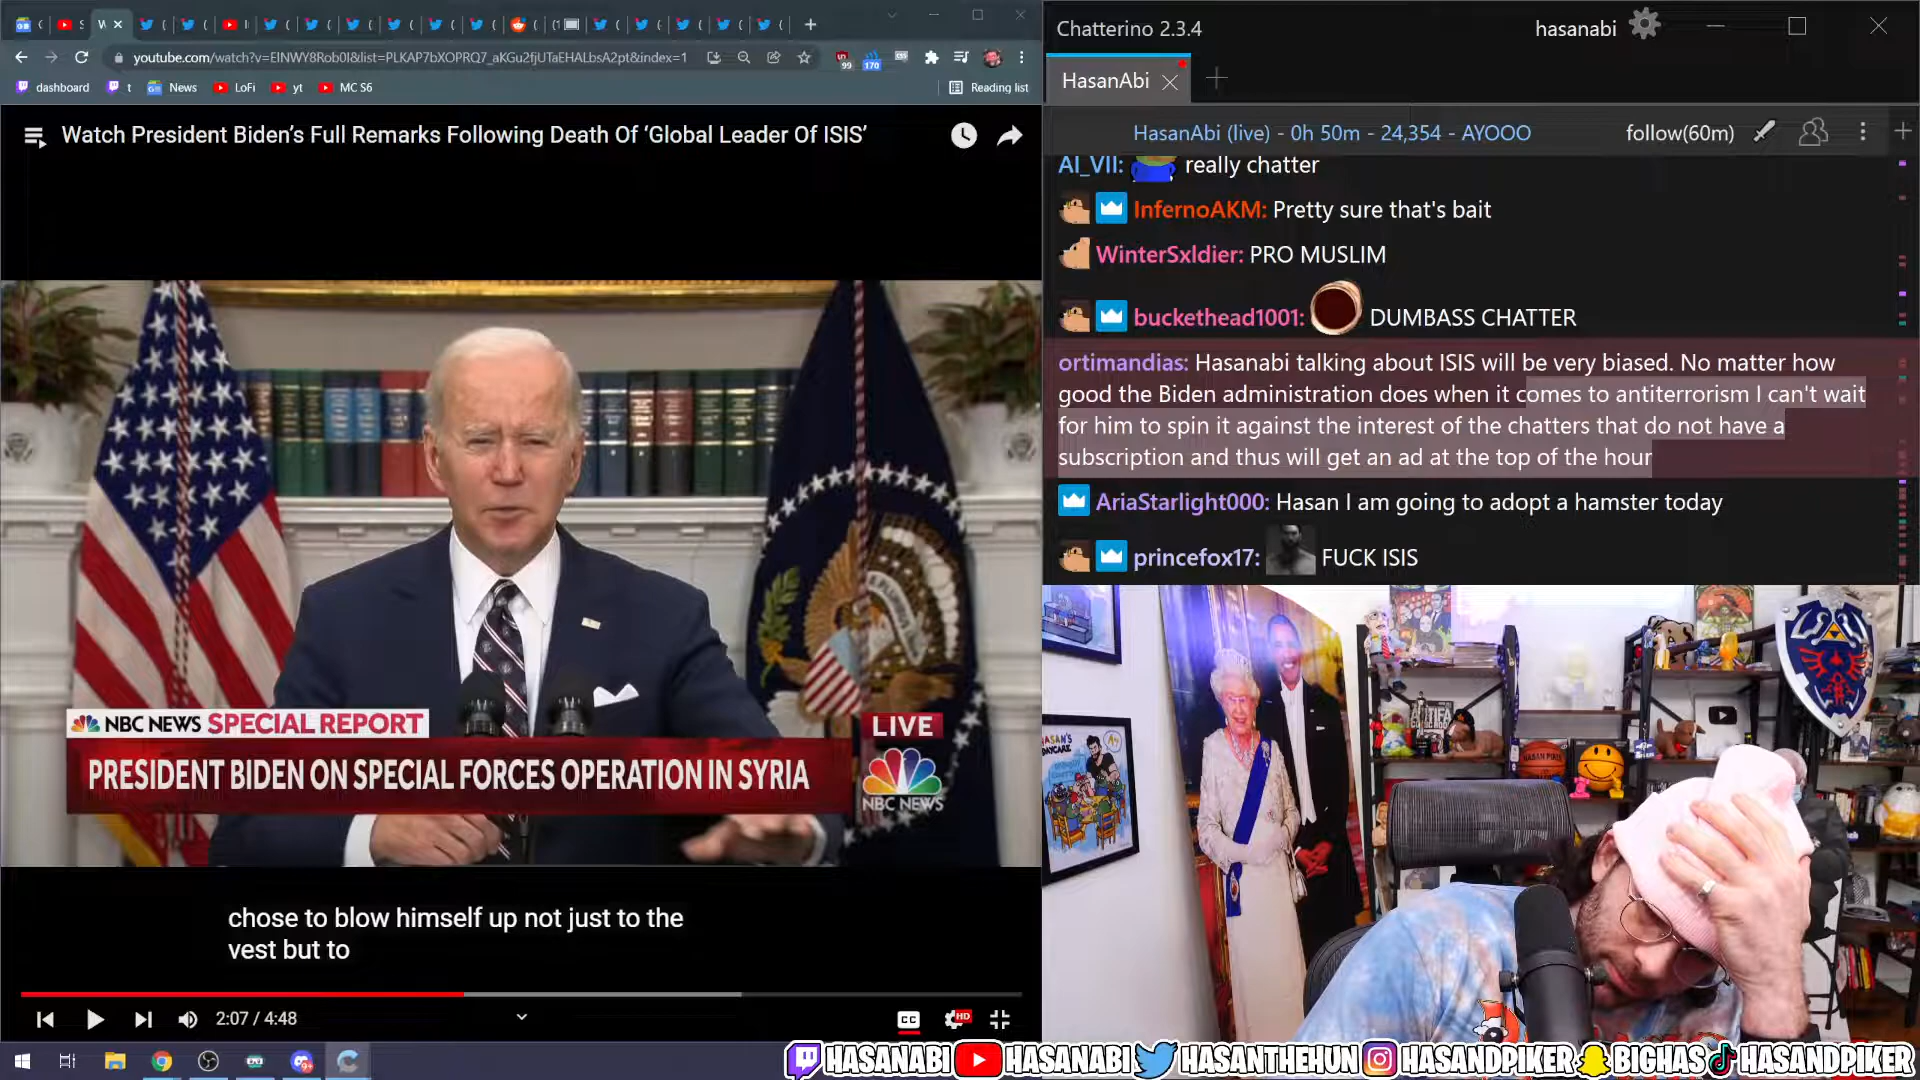 youtube.com/watch?v=EINWY8Rob0I&list=PLKAP7bXOPRQ7_aKGu2fjUTaEHALbsA2pt&index=1
dashboard
t
News
LoFi
yt
MC S6
Reading list
Watch President Biden's Full Remarks Following Death Of 'Global Leader Of ISIS'
NBC NEWS SPECIAL REPORT
LIVE
PRESIDENT BIDEN ON SPECIAL FORCES OPERATION IN SYRIA
NBC NEWS
chose to blow himself up not just to the
vest but to
2:07 / 4:48
CC
HD
Chatterino 2.3.4
hasanabi
HasanAbi
HasanAbi (live) - 0h 50m - 24,354 - AYOOO
follow(60m)
AI_VII: really chatter
InfernoAKM: Pretty sure that's bait
WinterSxldier: PRO MUSLIM
buckethead1001: DUMBASS CHATTER
ortimandias: Hasanabi talking about ISIS will be very biased. No matter how
good the Biden administration does when it comes to antiterrorism I can't wait
for him to spin it against the interest of the chatters that do not have a
subscription and thus will get an ad at the top of the hour
AriaStarlight000: Hasan I am going to adopt a hamster today
princefox17: FUCK ISIS
HASANABI HASANABI HASANTHEHUN HASANDPIKER BIGHAS HASANDPIKER